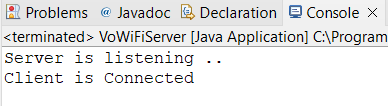 Problems @ Javadoc Declaration Console
<terminated> VoWiFiServer [Java Application] C:\Program
Server is listening ..
Client is Connected